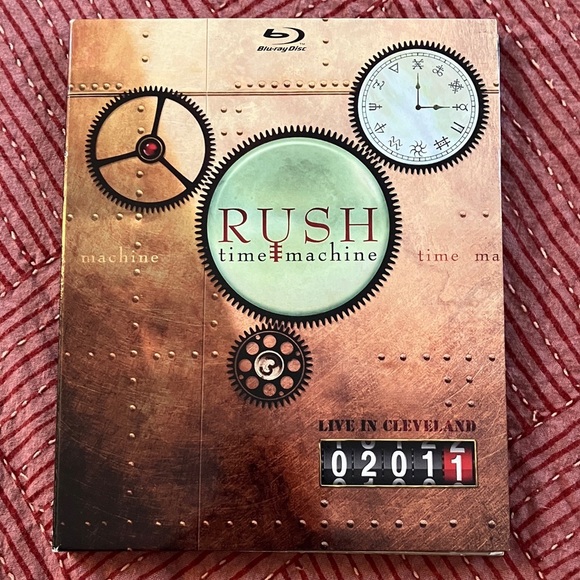 Blu-ray Disc
RUSH
time machine
machine
time ma
LIVE IN CLEVELAND
02011